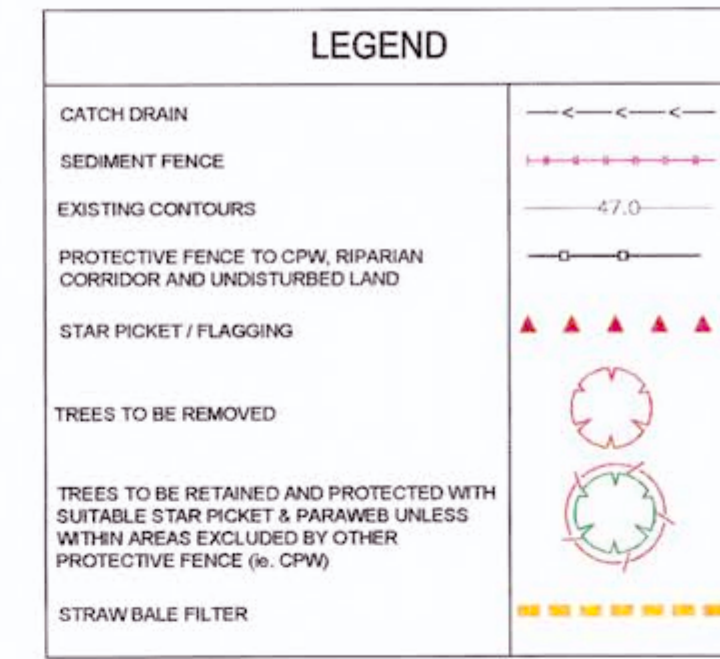 LEGEND
CATCH DRAIN
SEDIMENT FENCE
EXISTING CONTOURS
47.0
PROTECTIVE FENCE TO CPW, RIPARIAN
CORRIDOR AND UNDISTURBED LAND
STAR PICKET / FLAGGING
TREES TO BE REMOVED
TREES TO BE RETAINED AND PROTECTED WITH
SUITABLE STAR PICKET & PARAWEB UNLESS
WITHIN AREAS EXCLUDED BY OTHER
PROTECTIVE FENCE (ie. CPW)
STRAW BALE FILTER